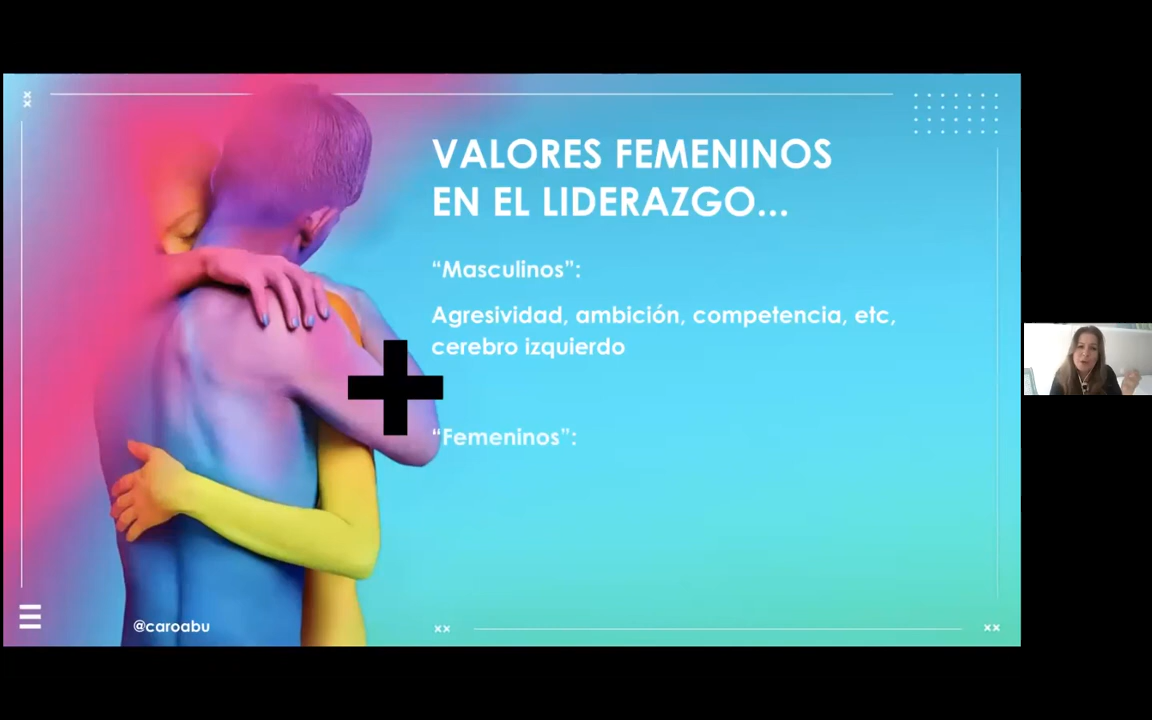 VALORES FEMENINOS
EN EL LIDERAZGO...
“Masculinos”:
Agresividad, ambición, competencia, etc,
cerebro izquierdo
“Femeninos”:
@caroabu